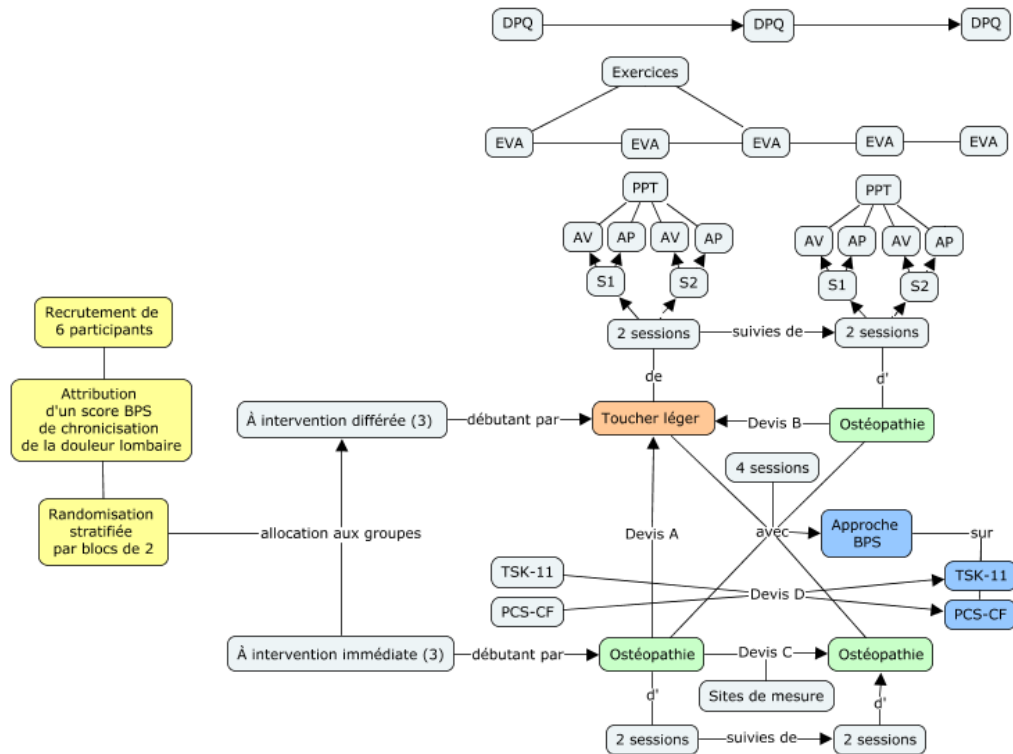 DPQ
DPQ
DPQ
Exercices
EVA
EVA
EVA
EVA
EVA
PPT
PPT
AV
AP
AV
AP
AV
AP
AV
AP
S1
S2
S1
S2
2 sessions
suivies de
2 sessions
Recrutement de
6 participants
Attribution
d'un score BPS
de chronicisation
de la douleur lombaire
Randomisation
stratifiée
par blocs de 2
allocation aux groupes
de
d'
À intervention différée (3)
débutant par
Toucher léger
Devis B
Ostéopathie
4 sessions
Devis A
avec
Approche
BPS
sur
TSK-11
PCS-CF
Devis D
TSK-11
PCS-CF
À intervention immédiate (3)
débutant par
Ostéopathie
Devis C
Ostéopathie
Sites de mesure
d'
d'
2 sessions
suivies de
2 sessions